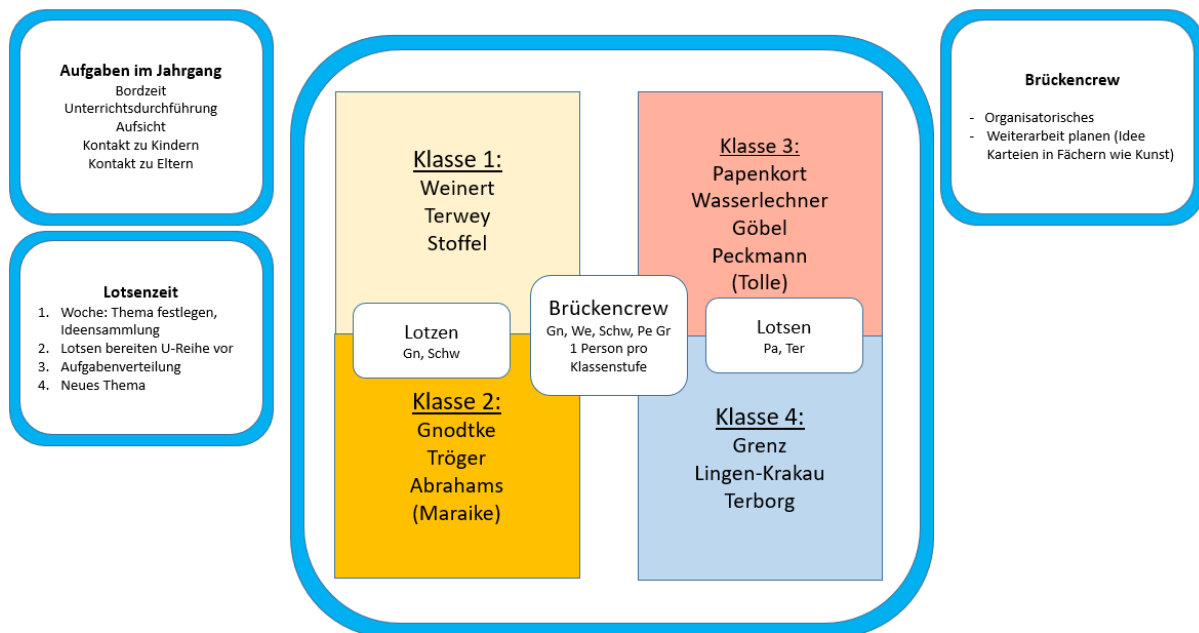 Aufgaben im Jahrgang
Bordzeit
Unterrichtsdurchführung
Aufsicht
Kontakt zu Kindern
Kontakt zu Eltern
Lotsenzeit
1. Woche: Thema festlegen,
Ideensammlung
2. Lotsen bereiten U-Reihe vor
3. Aufgabenverteilung
4. Neues Thema
Klasse 1:
Weinert
Terwey
Stoffel
Lotzen
Gn, Schw
Klasse 2:
Gnodtke
Tröger
Abrahams
(Maraike)
Brückencrew
Gn, We, Schw, Pe Gr
1 Person pro
Klassenstufe
Klasse 3:
Papenkort
Wasserlechner
Göbel
Peckmann
(Tolle)
Lotsen
Pa, Ter
Klasse 4:
Grenz
Lingen-Krakau
Terborg
Brückencrew
- Organisatorisches
- Weiterarbeit planen (Idee
Karteien in Fächern wie Kunst)